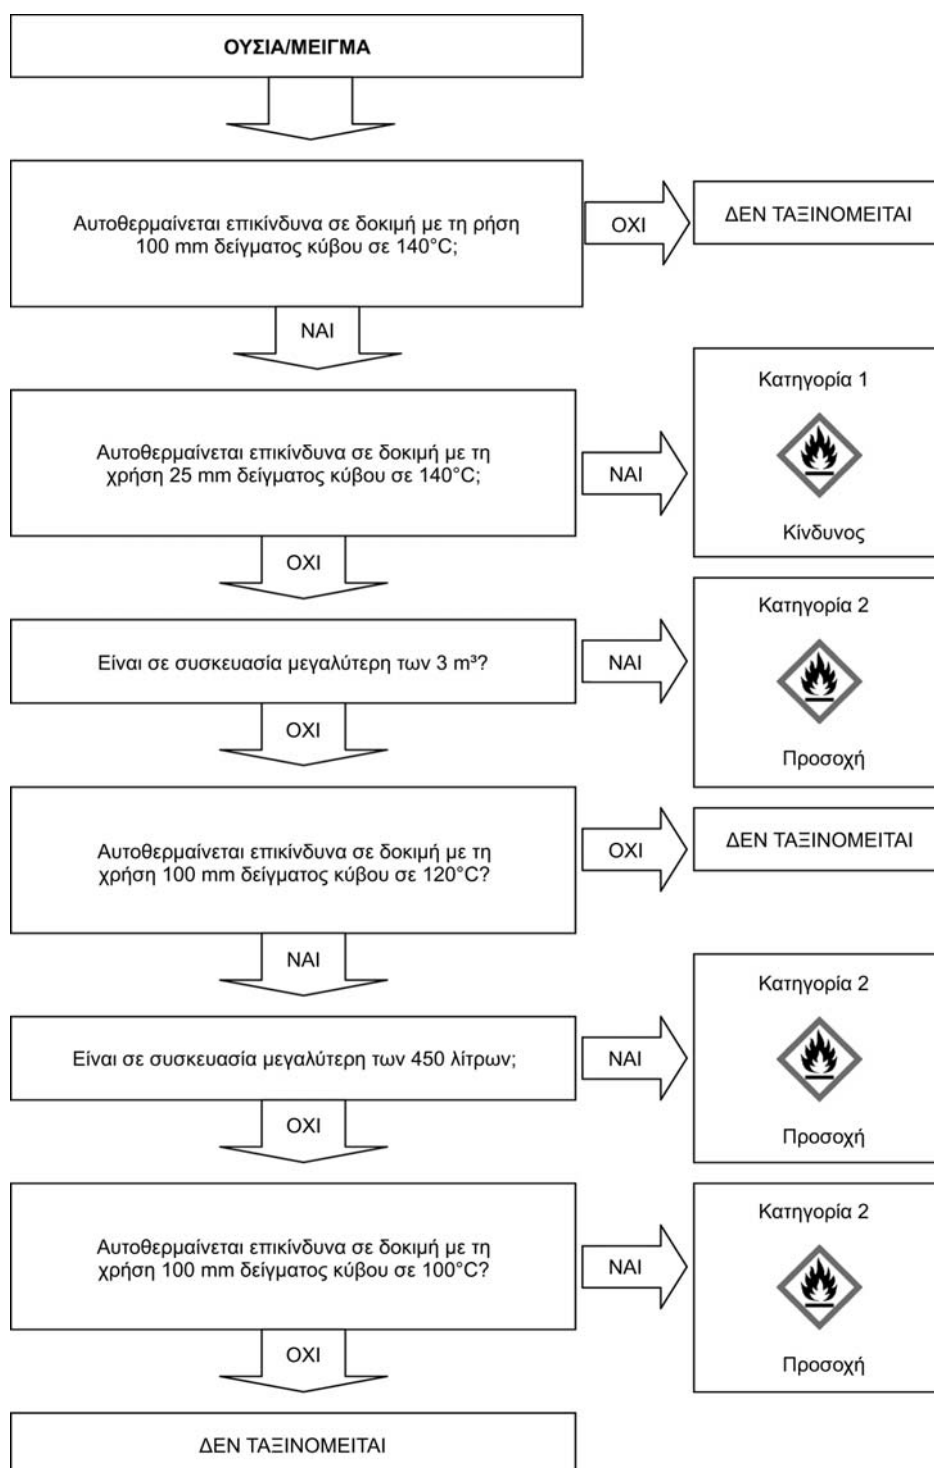 ΟΥΣΙΑ/ΜΕΙΓΜΑ
Αυτοθερμαίνεται επικίνδυνα σε δοκιμή με τη ρήση
100 mm δείγματος κύβου σε 140°C;
ΟΧΙ
ΔΕΝ ΤΑΞΙΝΟΜΕΙΤΑΙ
ΝΑΙ
Αυτοθερμαίνεται επικίνδυνα σε δοκιμή με τη
χρήση 25 mm δείγματος κύβου σε 140°C;
ΝΑΙ
Κατηγορία 1
Κίνδυνος
ΟΧΙ
Είναι σε συσκευασία μεγαλύτερη των 3 m³?
ΝΑΙ
Κατηγορία 2
Προσοχή
ΟΧΙ
Αυτοθερμαίνεται επικίνδυνα σε δοκιμή με τη
χρήση 100 mm δείγματος κύβου σε 120°C?
ΟΧΙ
ΔΕΝ ΤΑΞΙΝΟΜΕΙΤΑΙ
ΝΑΙ
Είναι σε συσκευασία μεγαλύτερη των 450 λίτρων;
ΝΑΙ
Κατηγορία 2
Προσοχή
ΟΧΙ
Αυτοθερμαίνεται επικίνδυνα σε δοκιμή με τη
χρήση 100 mm δείγματος κύβου σε 100°C?
ΝΑΙ
Κατηγορία 2
Προσοχή
ΟΧΙ
ΔΕΝ ΤΑΞΙΝΟΜΕΙΤΑΙ